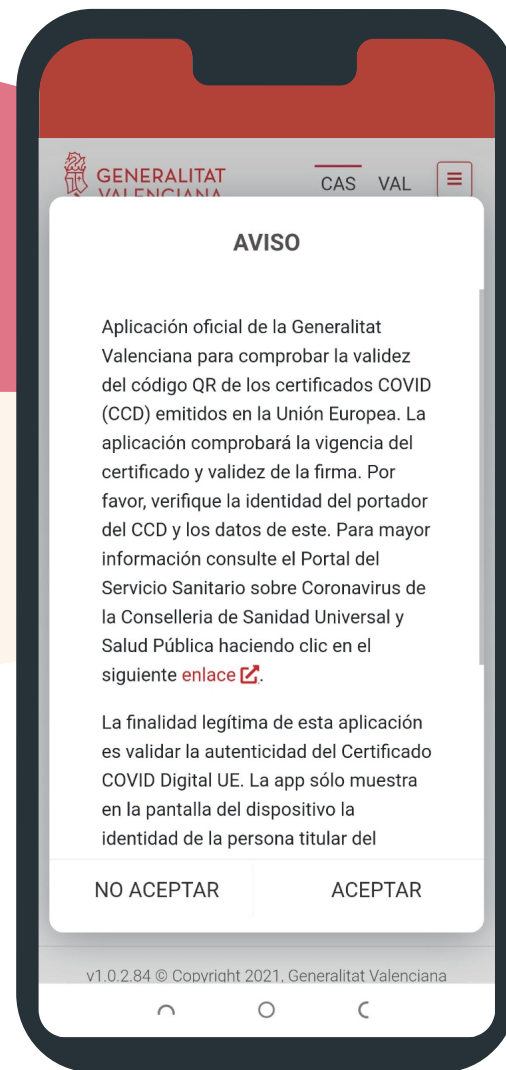 GENERALITAT
VALENCIANA
CAS VAL
AVISO
Aplicación oficial de la Generalitat
Valenciana para comprobar la validez
del código QR de los certificados COVID
(CCD) emitidos en la Unión Europea. La
aplicación comprobará la vigencia del
certificado y validez de la firma. Por
favor, verifique la identidad del portador
del CCD y los datos de este. Para mayor
información consulte el Portal del
Servicio Sanitario sobre Coronavirus de
la Conselleria de Sanidad Universal y
Salud Pública haciendo clic en el
siguiente enlace.
La finalidad legítima de esta aplicación
es validar la autenticidad del Certificado
COVID Digital UE. La app sólo muestra
en la pantalla del dispositivo la
identidad de la persona titular del
NO ACEPTAR ACEPTAR
v1.0.2.84 © Copyright 2021, Generalitat Valenciana